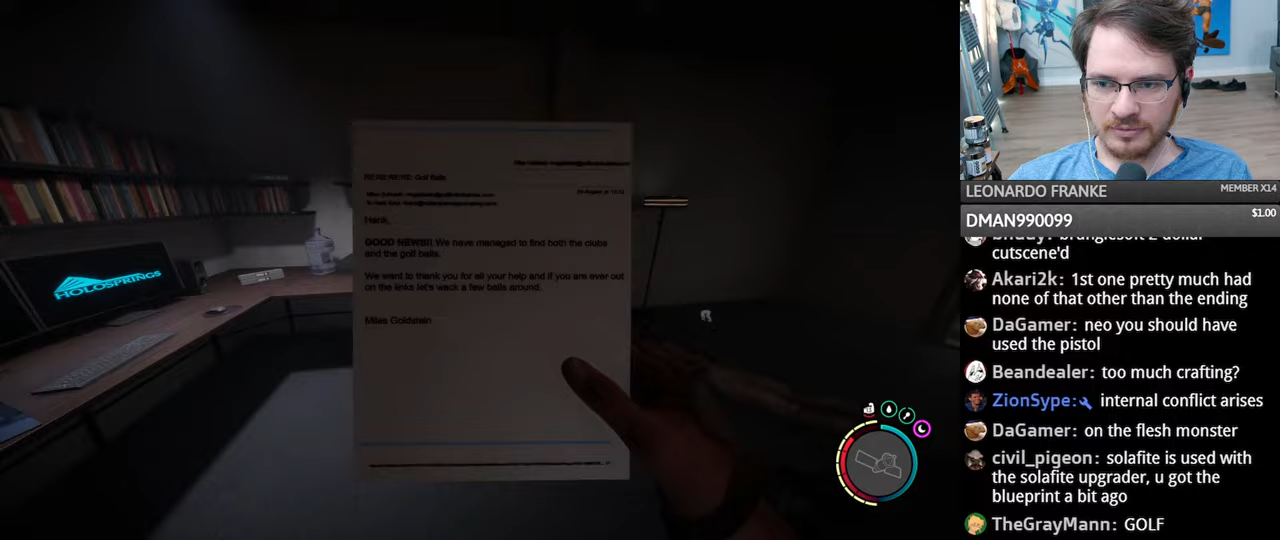 RE:RE:RE:RE: Golf Balls
Hank,
GOOD NEWS!!! We have managed to find both the clubs
and the golf balls.
We want to thank you for all your help and if you are ever out
on the links let's wack a few balls around.
Miles Goldstein
HOLOSPRINGS
LEONARDO FRANKE
MEMBER X14
DMAN990099
$1.00
cutscene'd
Akari2k: 1st one pretty much had
none of that other than the ending
DaGamer: neo you should have
used the pistol
Beandealer: too much crafting?
ZionSype: internal conflict arises
DaGamer: on the flesh monster
civil_pigeon: solafite is used with
the solafite upgrader, u got the
blueprint a bit ago
TheGrayMann: GOLF